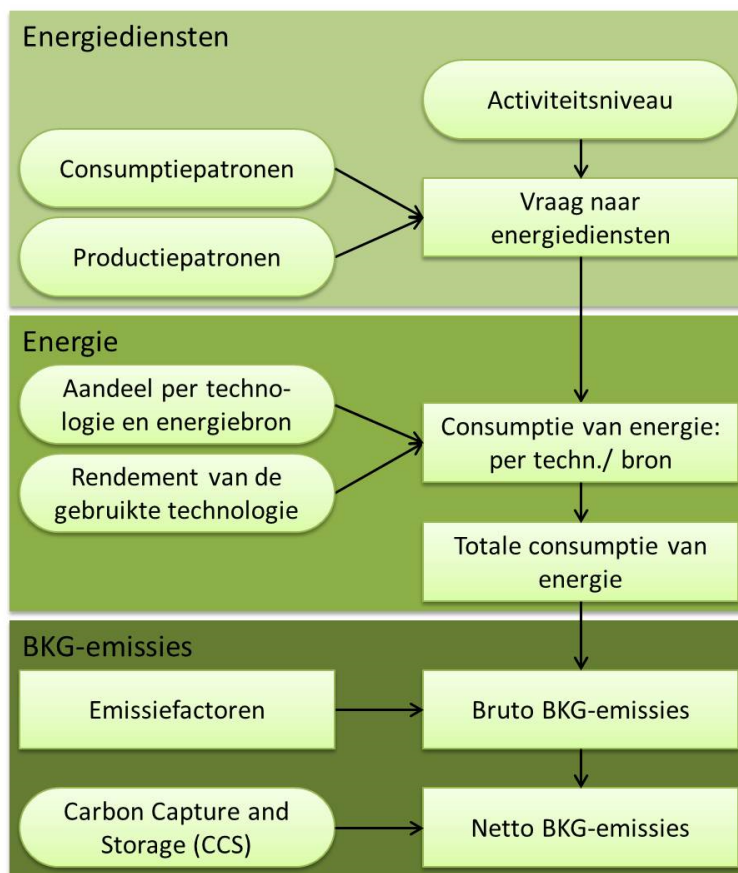 Energiediensten
Activiteitsniveau
Consumptiepatronen
Vraag naar
energiediensten
Productiepatronen
Energie
Aandeel per techno-
logie en energiebron
Consumptie van energie:
per techn./ bron
Rendement van de
gebruikte technologie
Totale consumptie van
energie
BKG-emissies
Emissiefactoren
Bruto BKG-emissies
Carbon Capture and
Storage (CCS)
Netto BKG-emissies